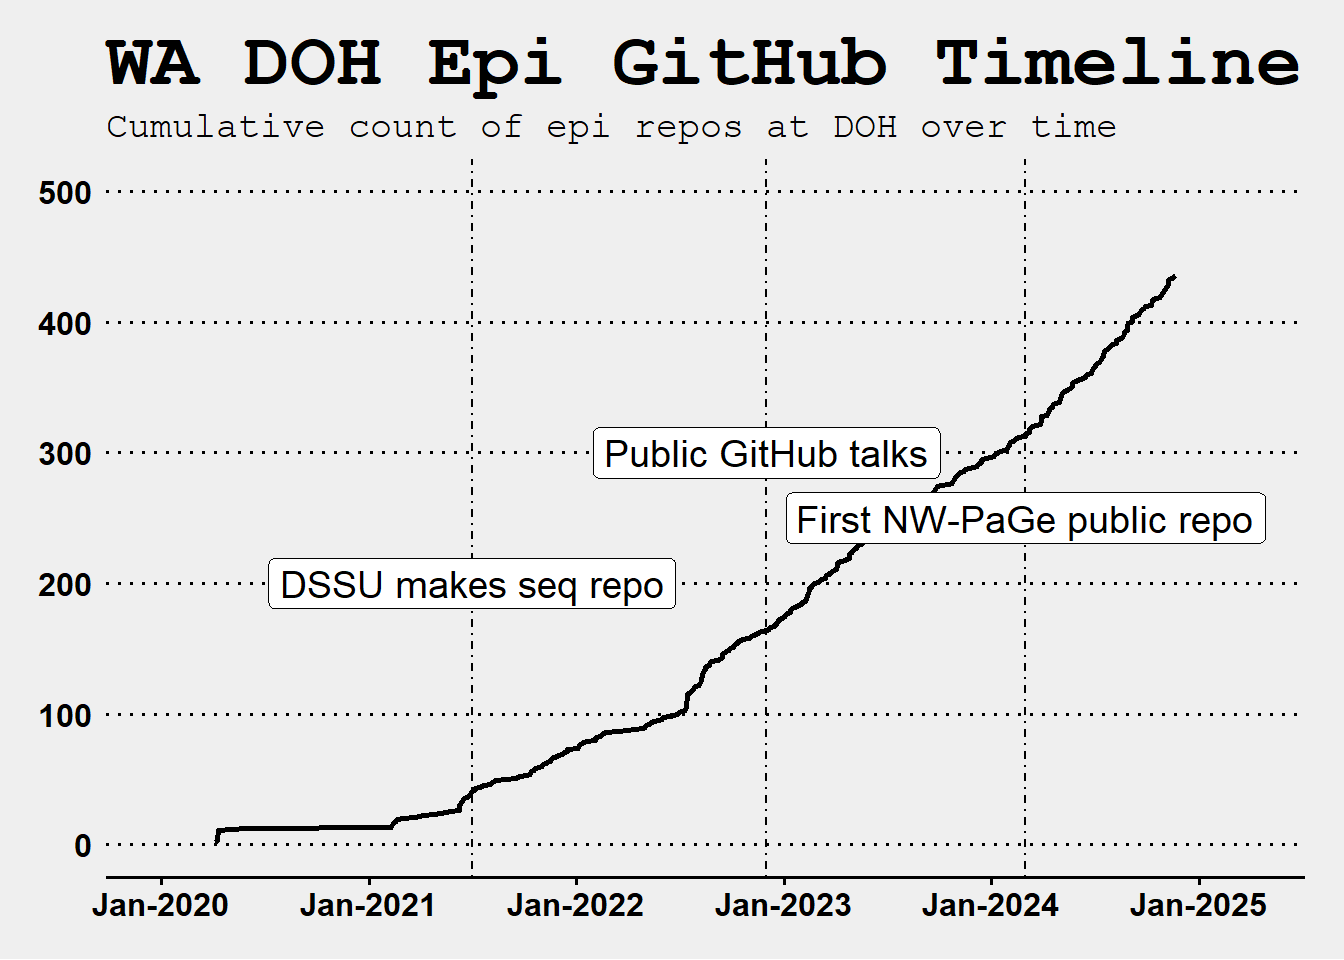 WA DOH Epi GitHub Timeline
Cumulative count of epi repos at DOH over time
500
400
300
200
100
0
Public GitHub talks
First NW-PaGe public repo
DSSU makes seq repo
Jan-2020
Jan-2021
Jan-2022
Jan-2023
Jan-2024
Jan-2025